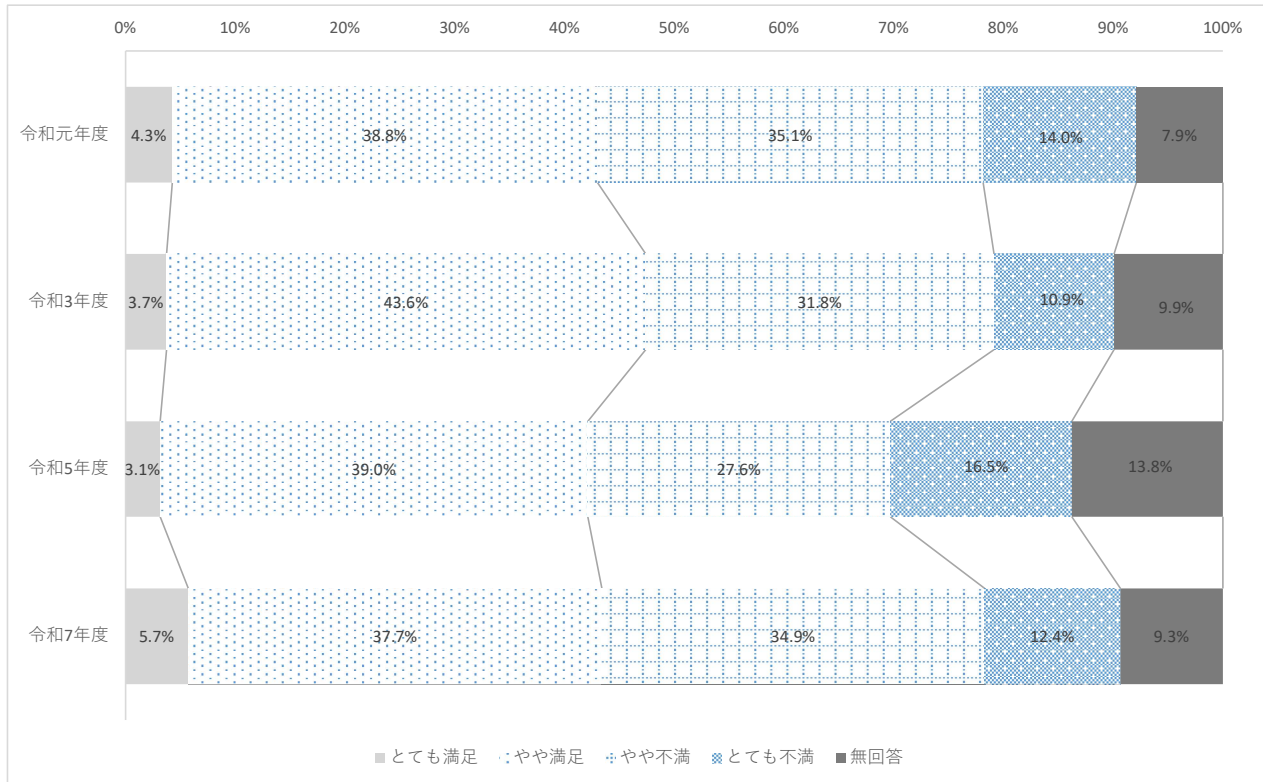 0% 10% 20% 30% 40% 50% 60% 70% 80% 90% 100%
令和元年度 4.3% 38.8% 35.1% 14.0% 7.9%
令和3年度 3.7% 43.6% 31.8% 10.9% 9.9%
令和5年度 3.1% 39.0% 27.6% 16.5% 13.8%
令和7年度 5.7% 37.7% 34.9% 12.4% 9.3%
とても満足 やや満足 やや不満 とても不満 無回答